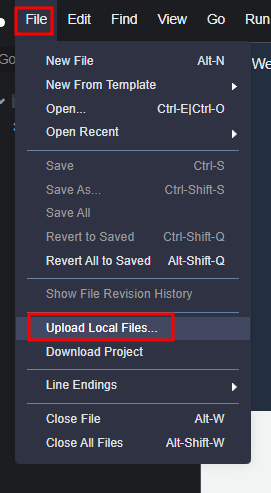 File Edit Find View Go Run
Go
We
New File Alt-N
New From Template
Open... Ctrl-E|Ctrl-O
Open Recent
Save Ctrl-S
Save As... Ctrl-Shift-S
Save All
Revert to Saved Ctrl-Shift-Q
Revert All to Saved Alt-Shift-Q
Show File Revision History
Upload Local Files...
Download Project
Line Endings
Close File Alt-W
Close All Files Alt-Shift-W